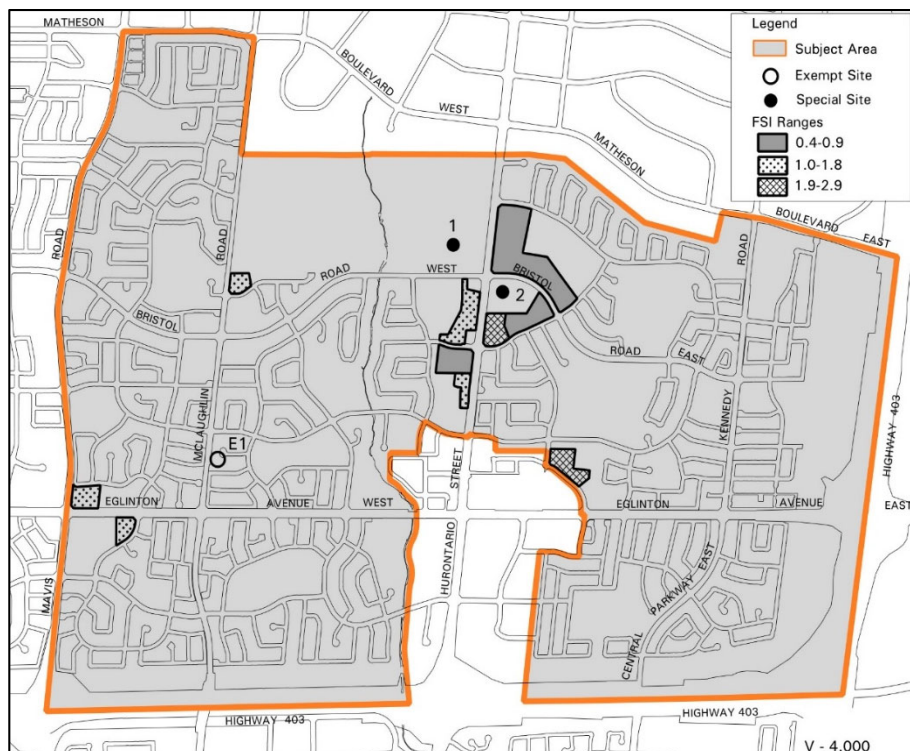 MATHESON
BOULEVARD
WEST
MATHESON
BOULEVARD
EAST
Legend
Subject Area
Exempt Site
Special Site
FSI Ranges
0.4-0.9
1.0-1.8
1.9-2.9
ROAD
ROAD
ROAD
1
WEST
BRISTOL
ROAD
2
BRISTOL
ROAD
EAST
MCLAUGHLIN
E1
KENNEDY
HIGHWAY 403
STREET
EGLINTON
AVENUE
WEST
EGLINTON
AVENUE
EAST
HURONTARIO
MAVIS
PARKWAY EAST
CENTRAL
HIGHWAY 403
HIGHWAY 403
V - 4.000